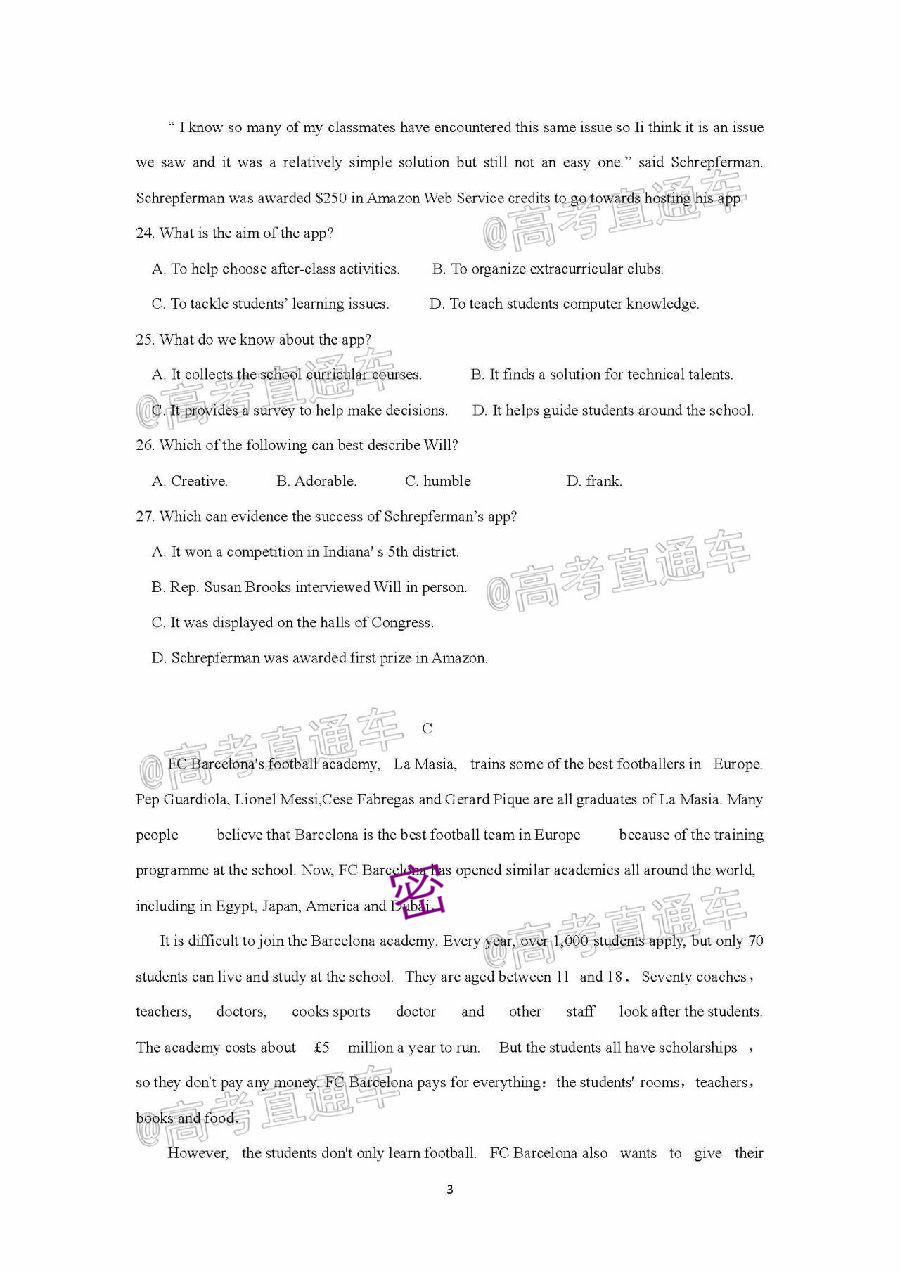 “ I know so many of my classmates have encountered this same issue so Ii think it is an issue
we saw and it was a relatively simple solution but still not an easy one.” said Schrepferman.
Schrepferman was awarded $250 in Amazon Web Service credits to go towards hosting his app
@高考直通车
24. What is the aim of the app?
A. To help choose after-class activities. B. To organize extracurricular clubs.
C. To tackle students’ learning issues. D. To teach students computer knowledge.
25. What do we know about the app?
A. It collects the school curricular courses. B. It finds a solution for technical talents.
@高考直通车
C. It provides a survey to help make decisions. D. It helps guide students around the school.
26. Which of the following can best describe Will?
A. Creative. B. Adorable. C. humble D. frank.
27. Which can evidence the success of Schrepferman’s app?
A. It won a competition in Indiana' s 5th district.
@高考直通车
B. Rep. Susan Brooks interviewed Will in person.
C. It was displayed on the halls of Congress.
D. Schrepferman was awarded first prize in Amazon.
C
@高考直通车
FC Barcelona's football academy, La Masia, trains some of the best footballers in Europe.
Pep Guardiola, Lionel Messi,Cese Fabregas and Gerard Pique are all graduates of La Masia. Many
people believe that Barcelona is the best football team in Europe because of the training
programme at the school. Now, FC Barcelona has opened similar academies all around the world,
密
including in Egypt, Japan, America and Dubai.
@高考直通车
It is difficult to join the Barcelona academy. Every year, over 1,000 students apply, but only 70
students can live and study at the school. They are aged between 11 and 18．Seventy coaches，
teachers, doctors, cooks sports doctor and other staff look after the students.
The academy costs about £5 million a year to run. But the students all have scholarships ，
so they don't pay any money. FC Barcelona pays for everything：the students' rooms，teachers，
@高考直通车
books and food．
However, the students don't only learn football. FC Barcelona also wants to give their
3